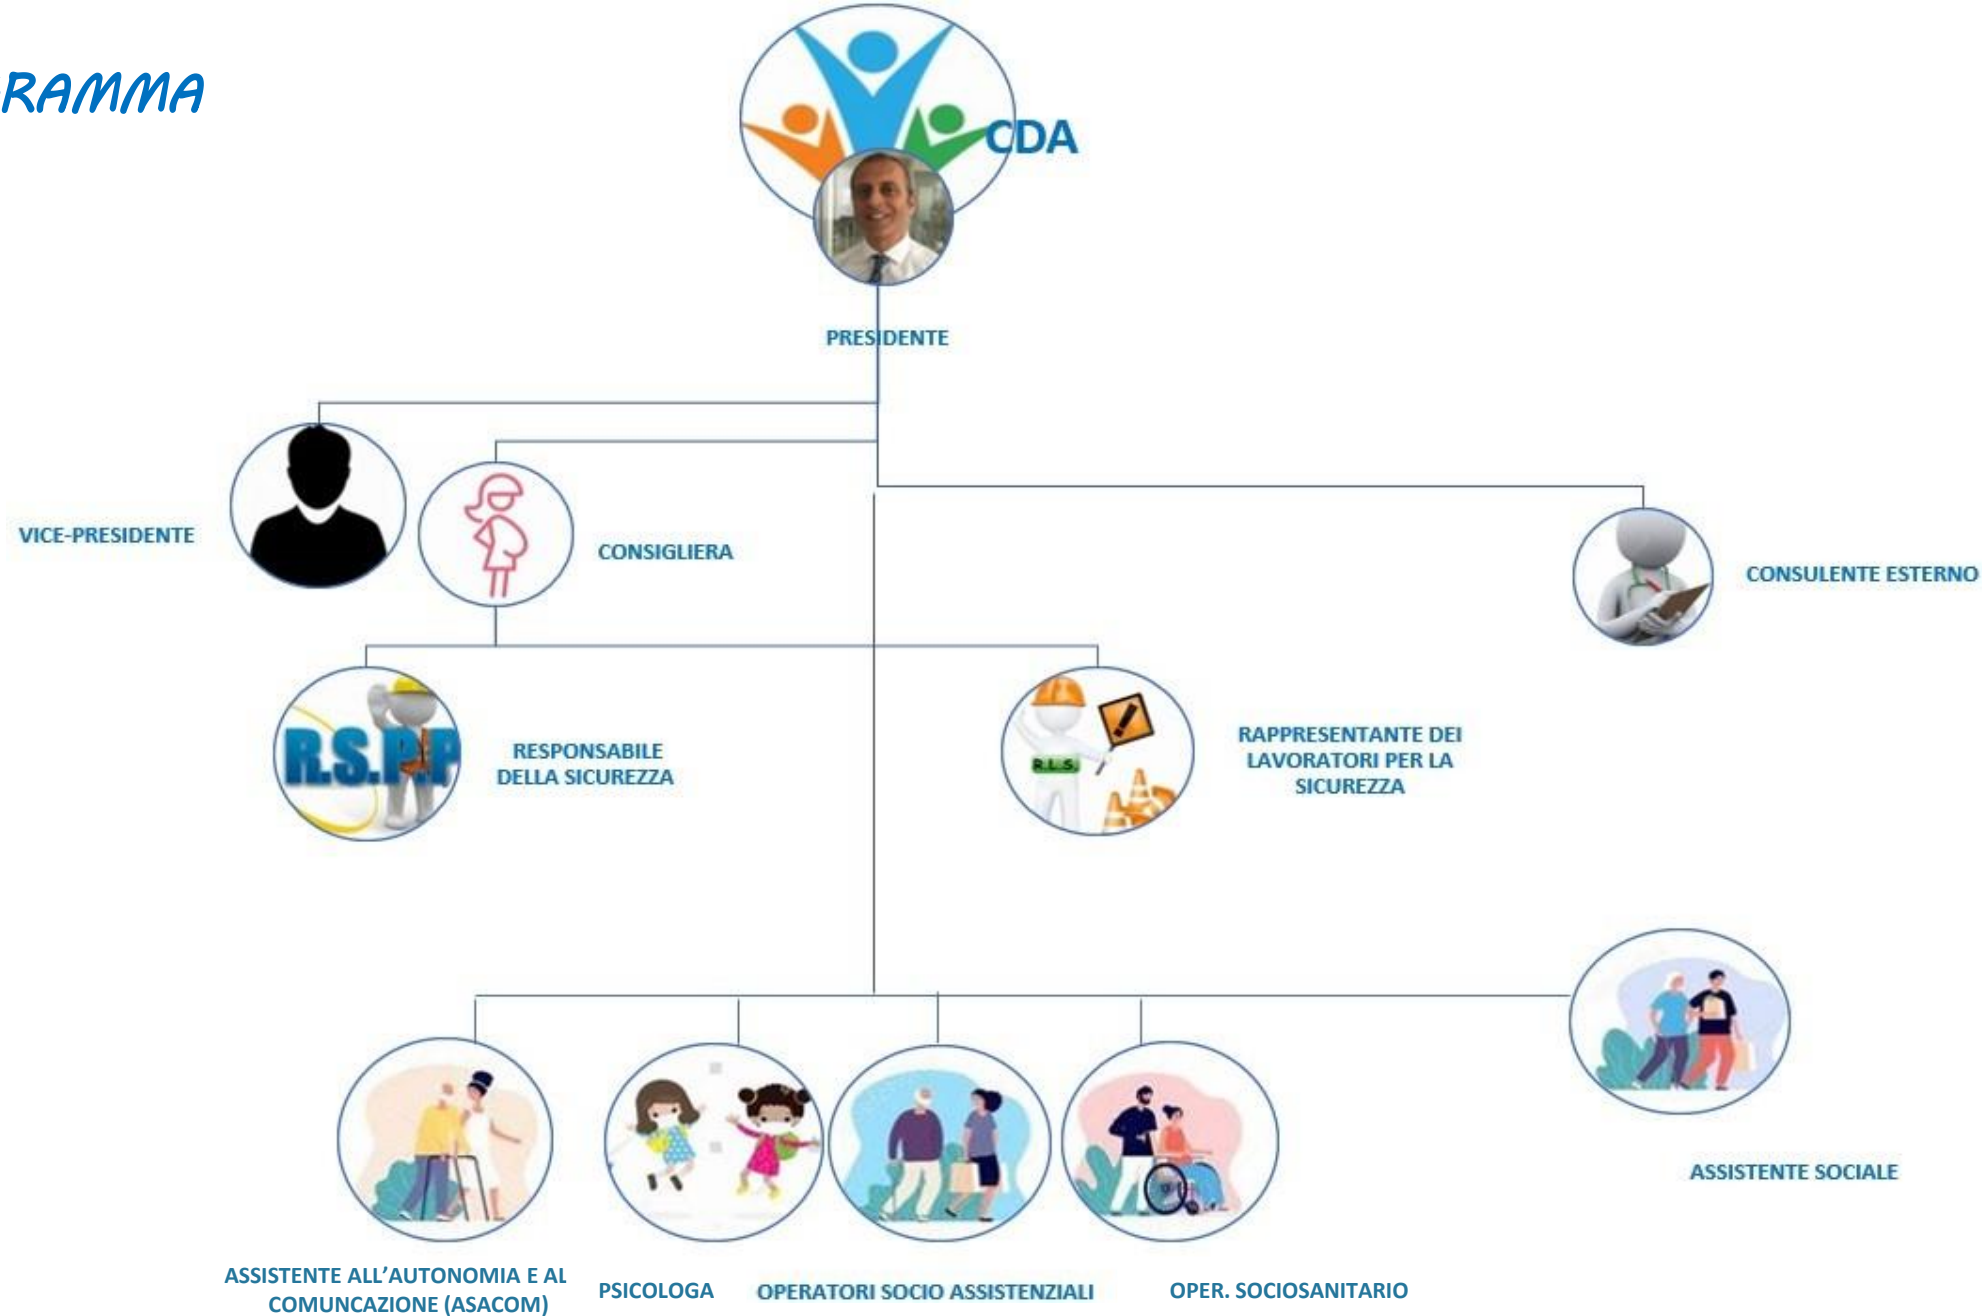 RAMMA
CDA
PRESIDENTE
VICE-PRESIDENTE
CONSIGLIERA
CONSULENTE ESTERNO
R.S.P.P
RESPONSABILE
DELLA SICUREZZA
R.L.S.
RAPPRESENTANTE DEI
LAVORATORI PER LA
SICUREZZA
ASSISTENTE SOCIALE
ASSISTENTE ALL’AUTONOMIA E AL
COMUNCAZIONE (ASACOM)
PSICOLOGA
OPERATORI SOCIO ASSISTENZIALI
OPER. SOCIOSANITARIO